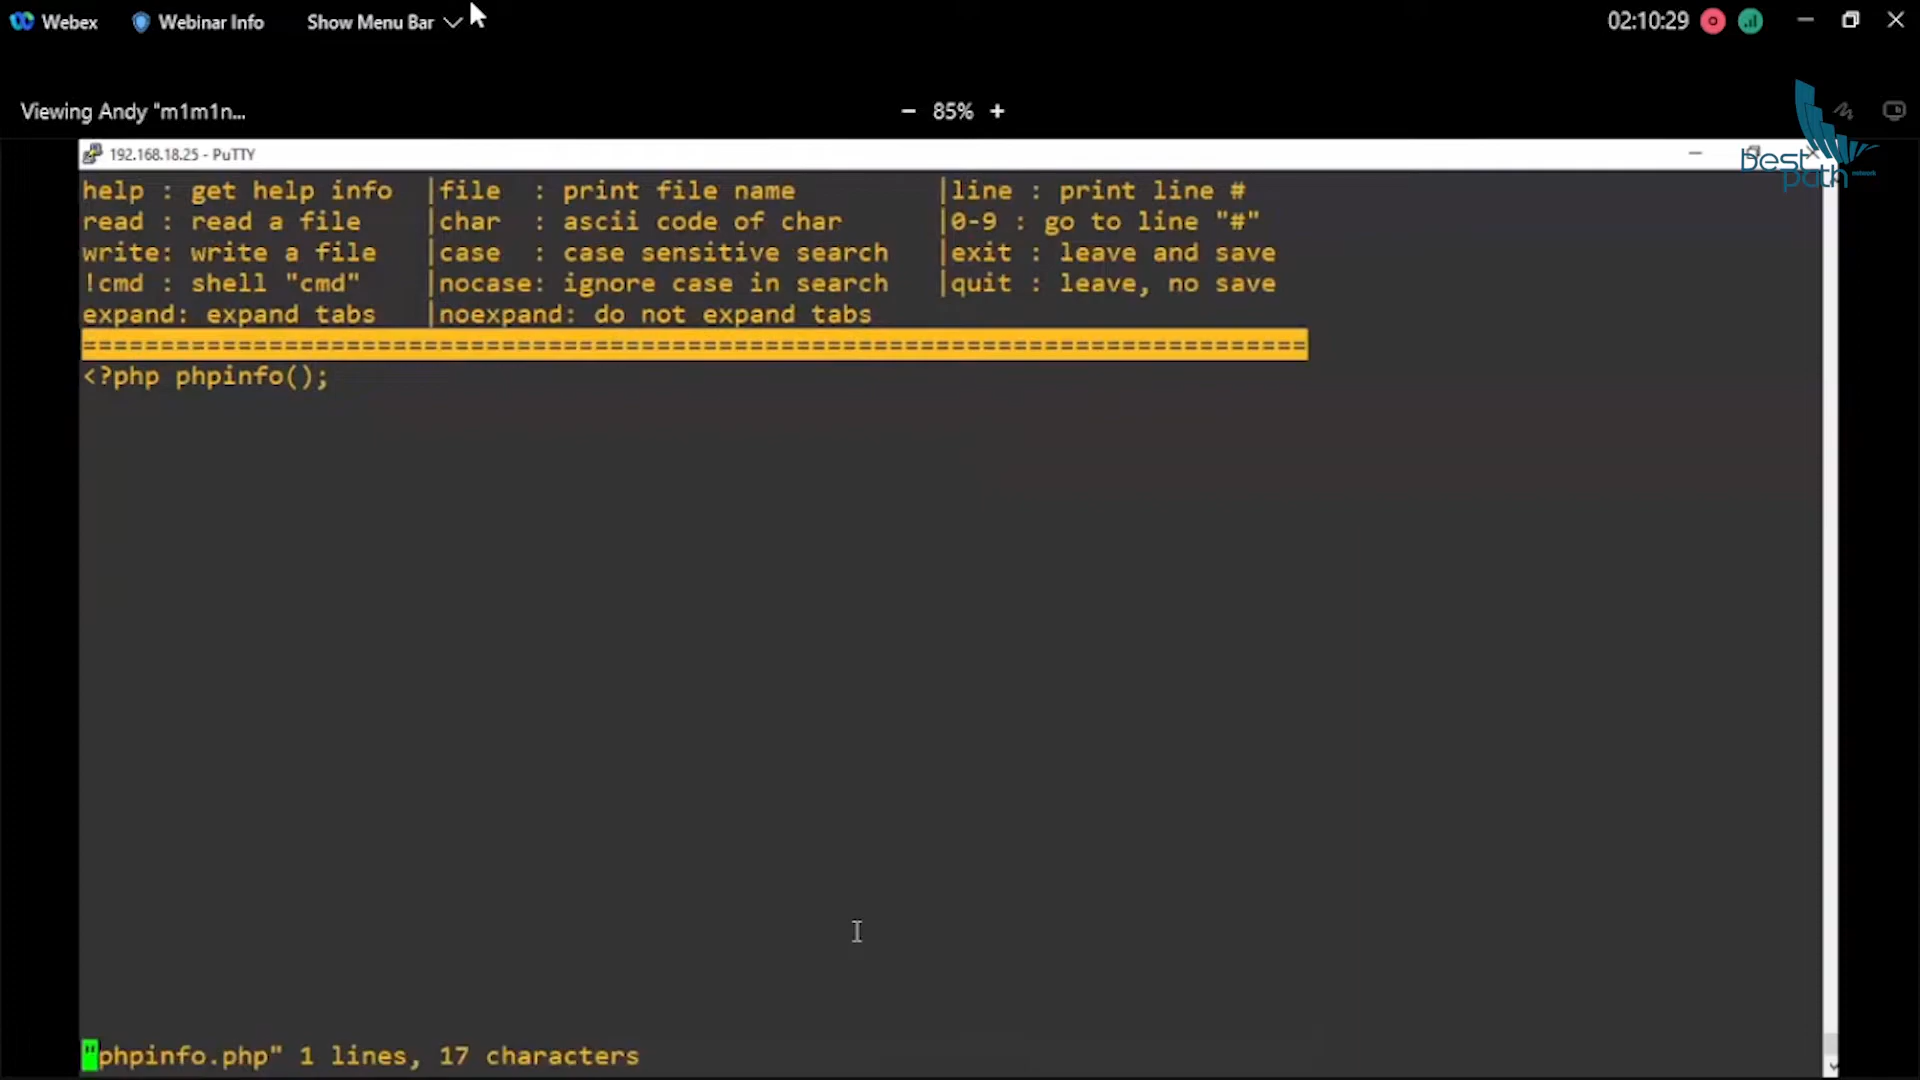 Webex
Webinar Info
Show Menu Bar
02:10:29
Viewing Andy "m1m1n...
85%
best path network
192.168.18.25 - PuTTY
help : get help info |file : print file name |line : print line #
read : read a file |char : ascii code of char |0-9 : go to line "#"
write: write a file |case : case sensitive search |exit : leave and save
!cmd : shell "cmd" |nocase: ignore case in search |quit : leave, no save
expand: expand tabs |noexpand: do not expand tabs
===============================================================================
<?php phpinfo();
"phpinfo.php" 1 lines, 17 characters